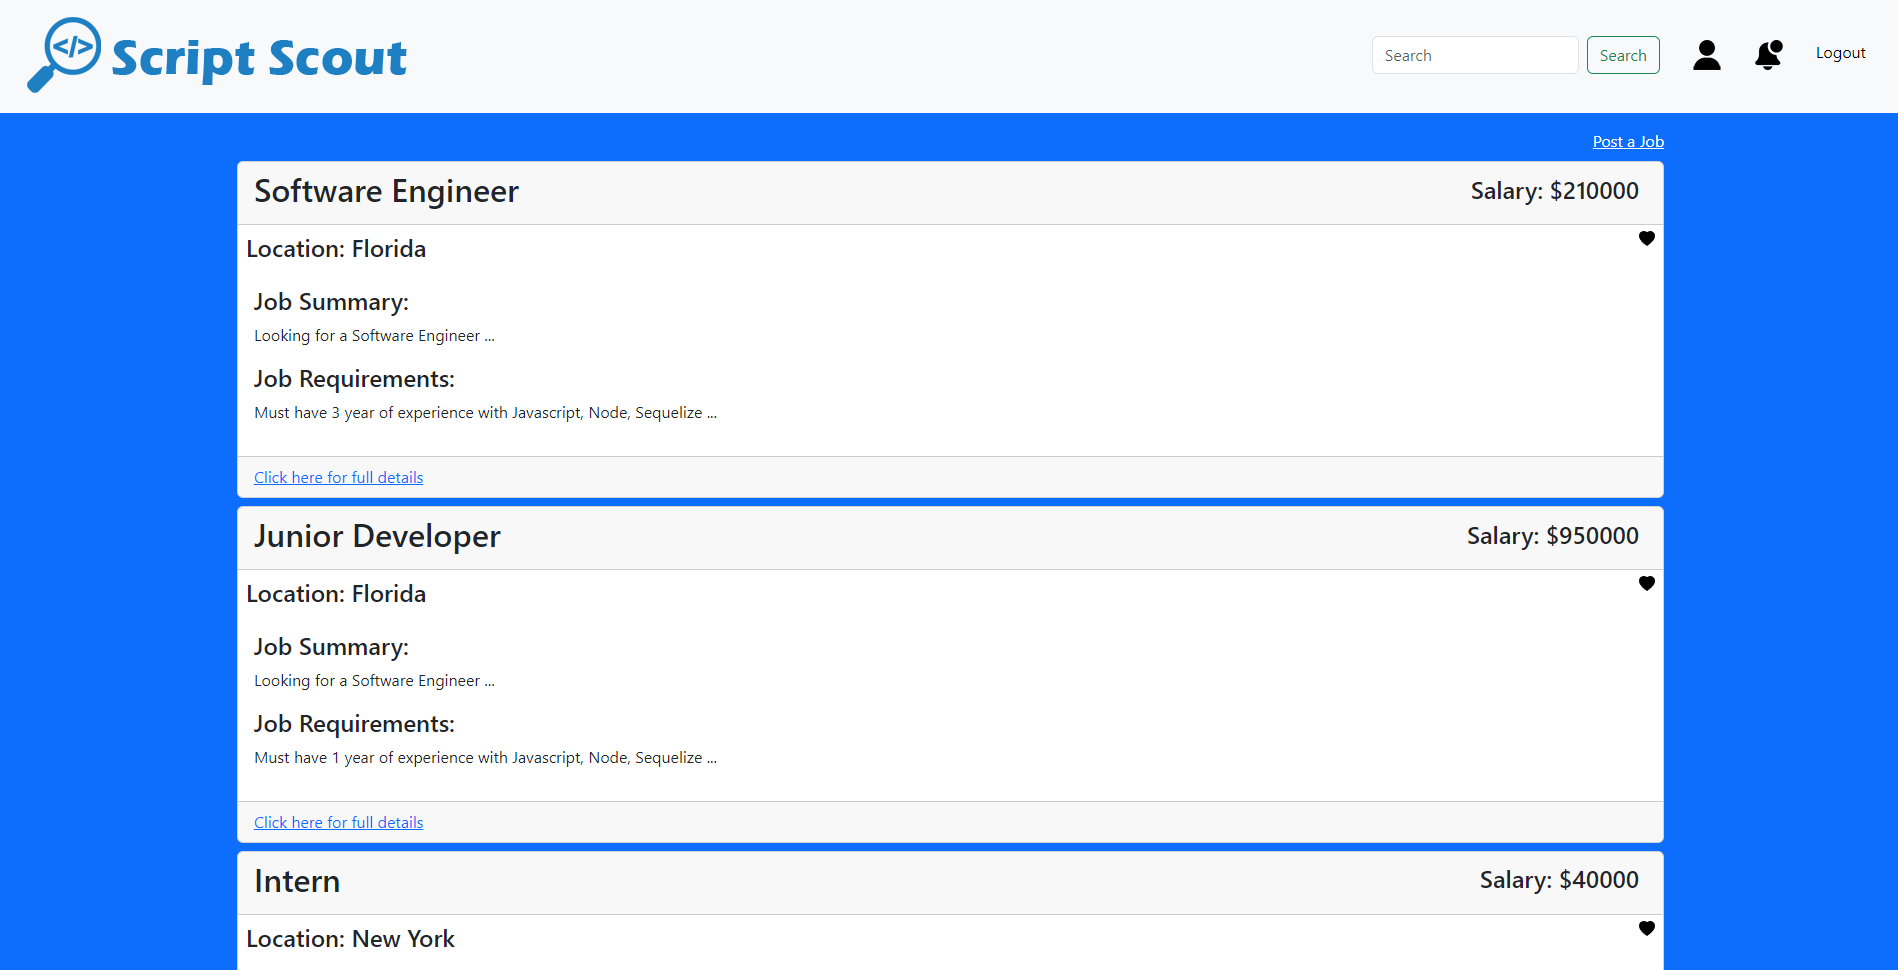 </> Script Scout
Search Search Logout
Post a Job
Software Engineer Salary: $210000
Location: Florida
Job Summary:
Looking for a Software Engineer ...
Job Requirements:
Must have 3 year of experience with Javascript, Node, Sequelize ...
Click here for full details
Junior Developer Salary: $950000
Location: Florida
Job Summary:
Looking for a Software Engineer ...
Job Requirements:
Must have 1 year of experience with Javascript, Node, Sequelize ...
Click here for full details
Intern Salary: $40000
Location: New York